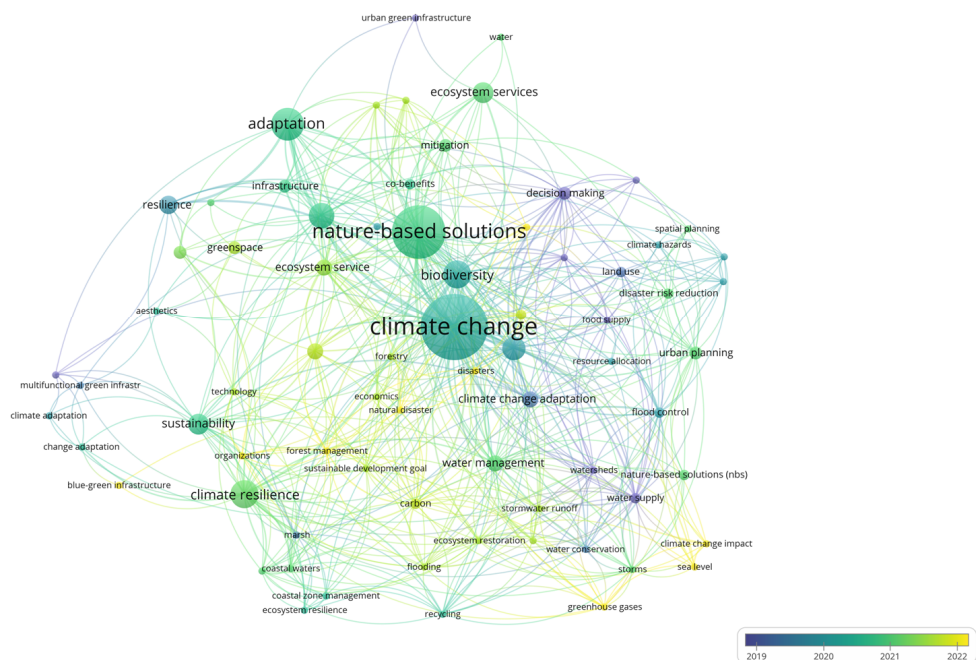 urban green infrastructure
water
ecosystem services
adaptation
mitigation
infrastructure
co-benefits
decision making
resilience
nature-based solutions
spatial planning
greenspace
climate hazards
ecosystem service
biodiversity
land use
disaster risk reduction
aesthetics
food supply
climate change
urban planning
forestry
resource allocation
disasters
multifunctional green infrastr
technology
economics
climate change adaptation
natural disaster
climate adaptation
flood control
sustainability
change adaptation
organizations
forest management
water management
sustainable development goal
watersheds
nature-based solutions (nbs)
blue-green infrastructure
climate resilience
water supply
carbon
stormwater runoff
marsh
ecosystem restoration
climate change impact
water conservation
coastal waters
flooding
storms
sea level
coastal zone management
greenhouse gases
ecosystem resilience
recycling
2019 2020 2021 2022